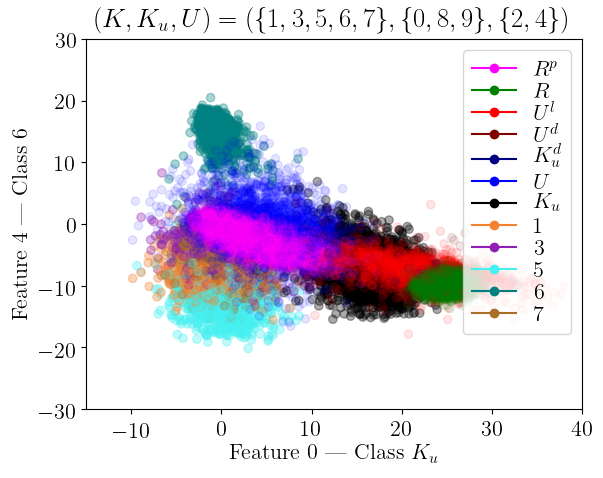 (K, K_u, U) = ({1, 3, 5, 6, 7}, {0, 8, 9}, {2, 4})
30
20
10
0
−10
−20
−30
Feature 4 — Class 6
R^p
R
U^l
U^d
K_u^d
U
K_u
1
3
5
6
7
−10
0
10
20
30
40
Feature 0 — Class K_u